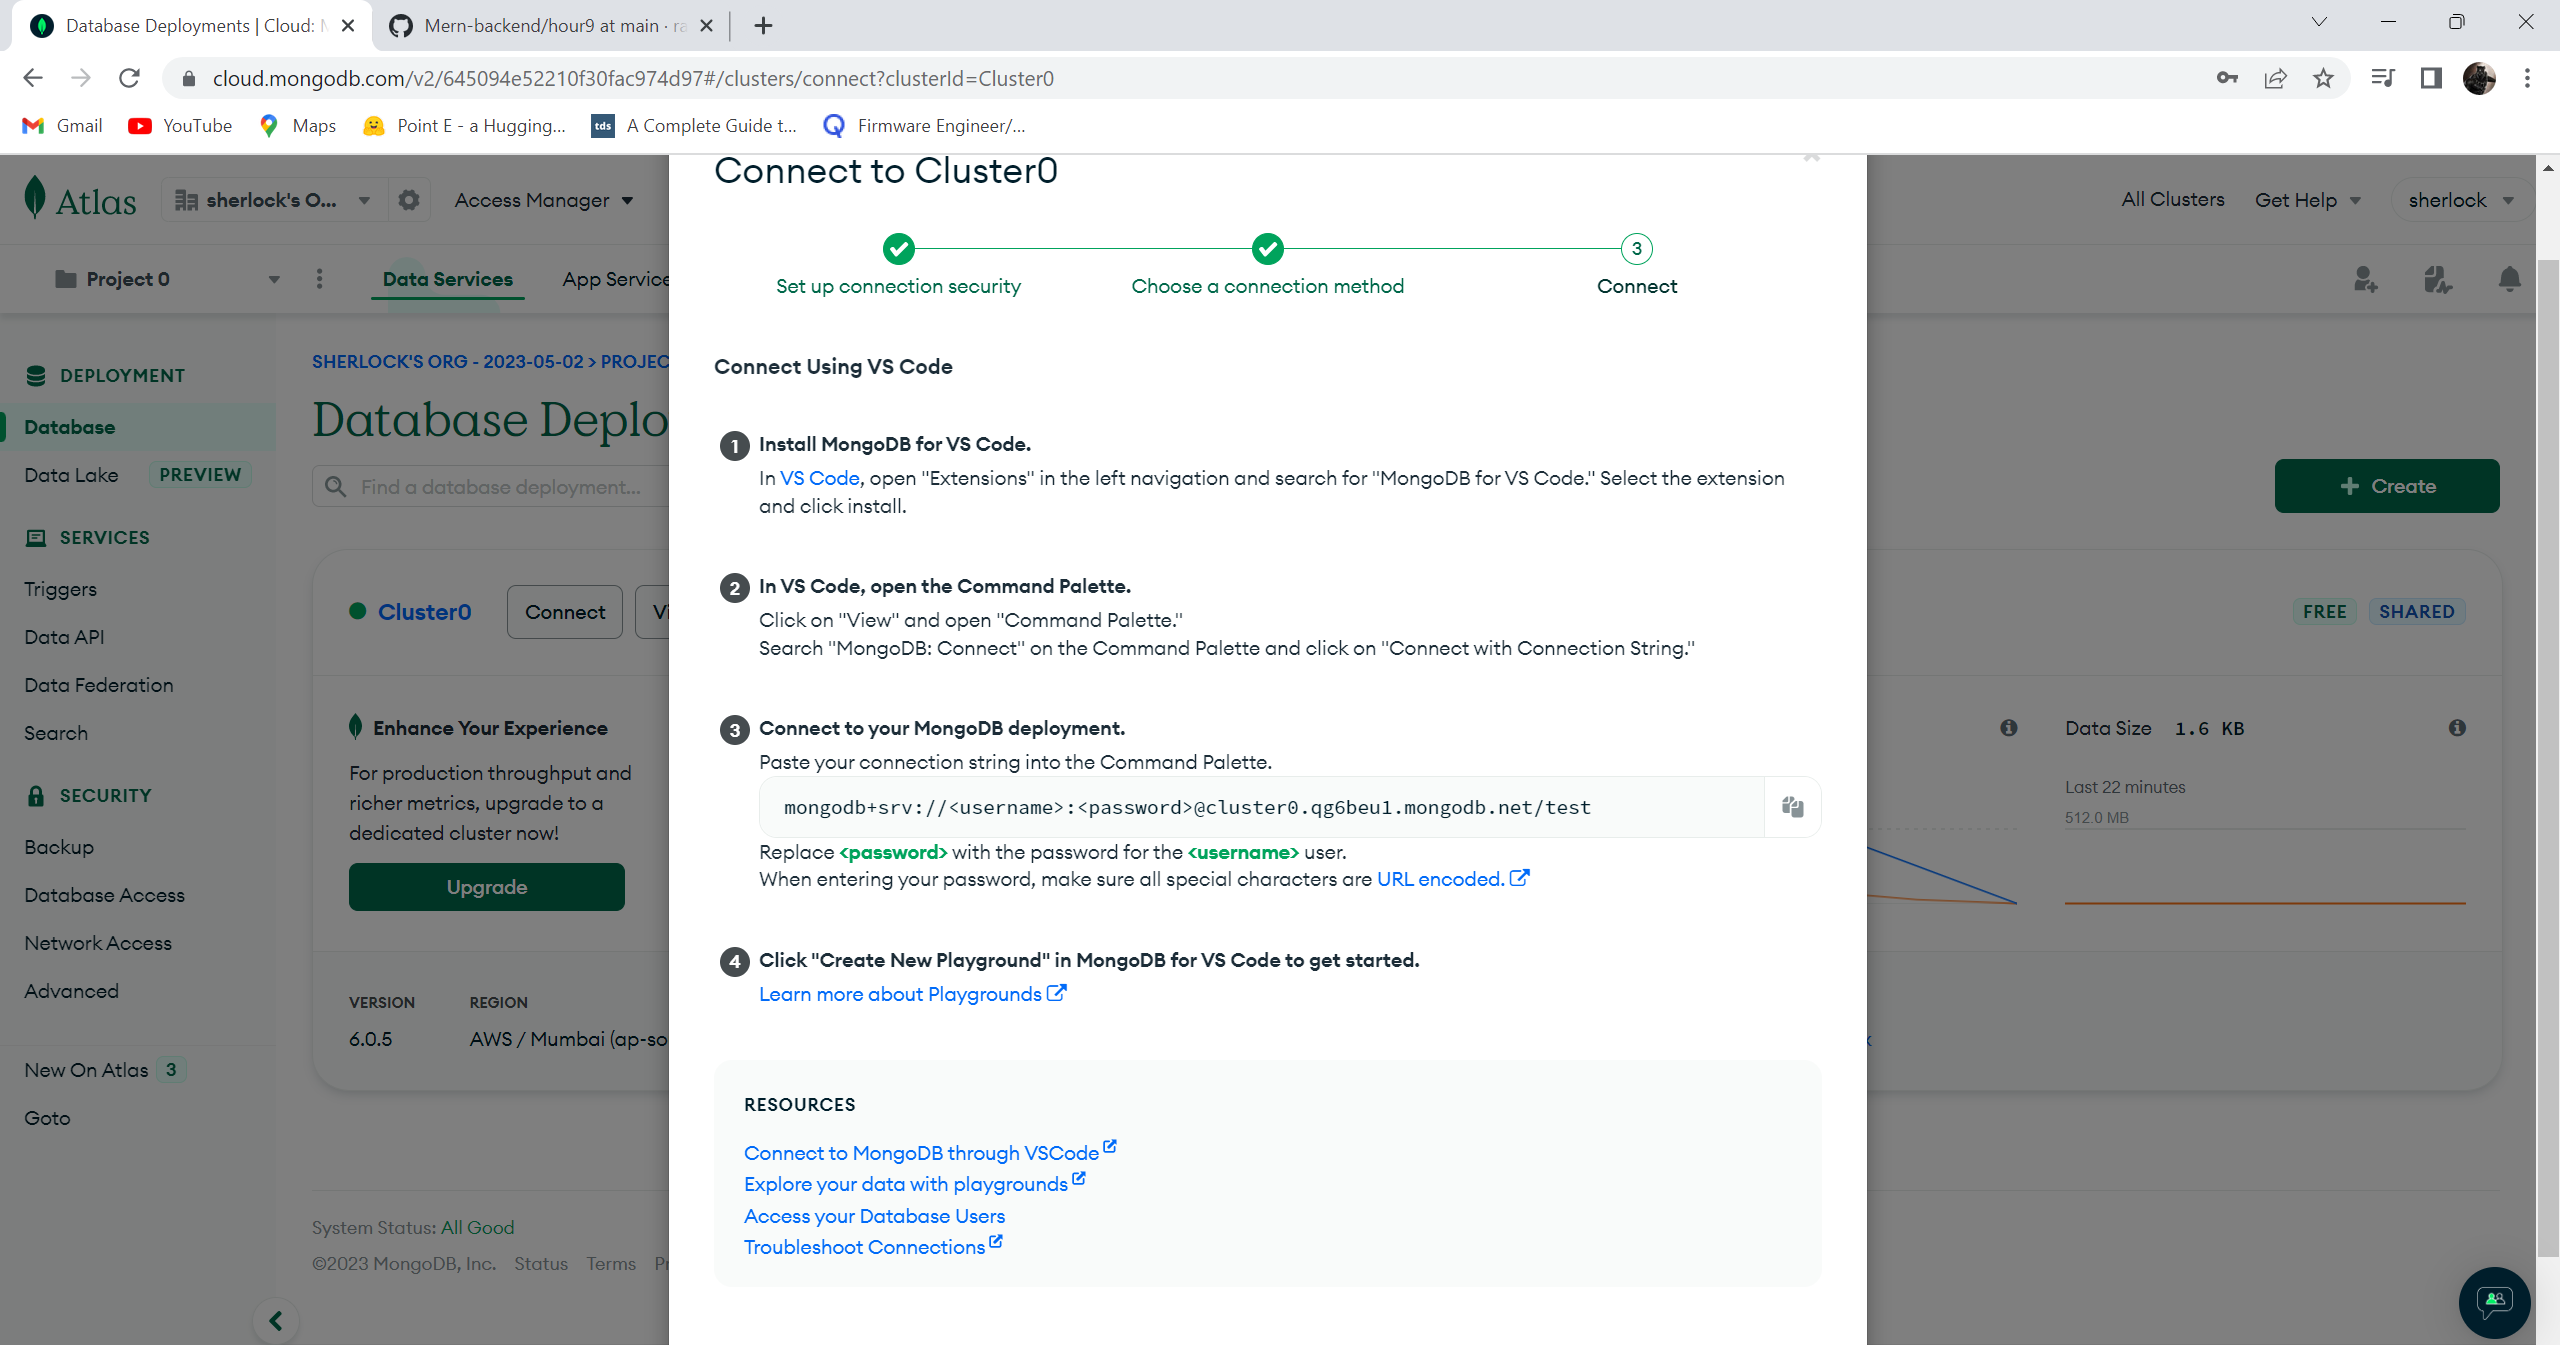 Database Deployments | Cloud:
Mern-backend/hour9 at main · ra
cloud.mongodb.com/v2/645094e52210f30fac974d97#/clusters/connect?clusterId=Cluster0
Gmail
YouTube
Maps
Point E - a Hugging...
tds
A Complete Guide t...
Firmware Engineer/...
Atlas
sherlock's O...
Access Manager
All Clusters
Get Help
sherlock
Project 0
Data Services
App Service
DEPLOYMENT
Database
Data Lake
PREVIEW
SERVICES
Triggers
Data API
Data Federation
Search
SECURITY
Backup
Database Access
Network Access
Advanced
New On Atlas
3
Goto
SHERLOCK'S ORG - 2023-05-02 > PROJEC
Database Deplo
Find a database deployment...
+ Create
Cluster0
Connect
Vi
FREE
SHARED
Enhance Your Experience
For production throughput and
richer metrics, upgrade to a
dedicated cluster now!
Upgrade
Data Size 1.6 KB
Last 22 minutes
512.0 MB
VERSION
6.0.5
REGION
AWS / Mumbai (ap-so
System Status: All Good
©2023 MongoDB, Inc. Status Terms Pr
Connect to Cluster0
Set up connection security
Choose a connection method
3
Connect
Connect Using VS Code
1 Install MongoDB for VS Code.
In VS Code, open "Extensions" in the left navigation and search for "MongoDB for VS Code." Select the extension
and click install.
2 In VS Code, open the Command Palette.
Click on "View" and open "Command Palette."
Search "MongoDB: Connect" on the Command Palette and click on "Connect with Connection String."
3 Connect to your MongoDB deployment.
Paste your connection string into the Command Palette.
mongodb+srv://<username>:<password>@cluster0.qg6beu1.mongodb.net/test
Replace <password> with the password for the <username> user.
When entering your password, make sure all special characters are URL encoded.
4 Click "Create New Playground" in MongoDB for VS Code to get started.
Learn more about Playgrounds
RESOURCES
Connect to MongoDB through VSCode
Explore your data with playgrounds
Access your Database Users
Troubleshoot Connections